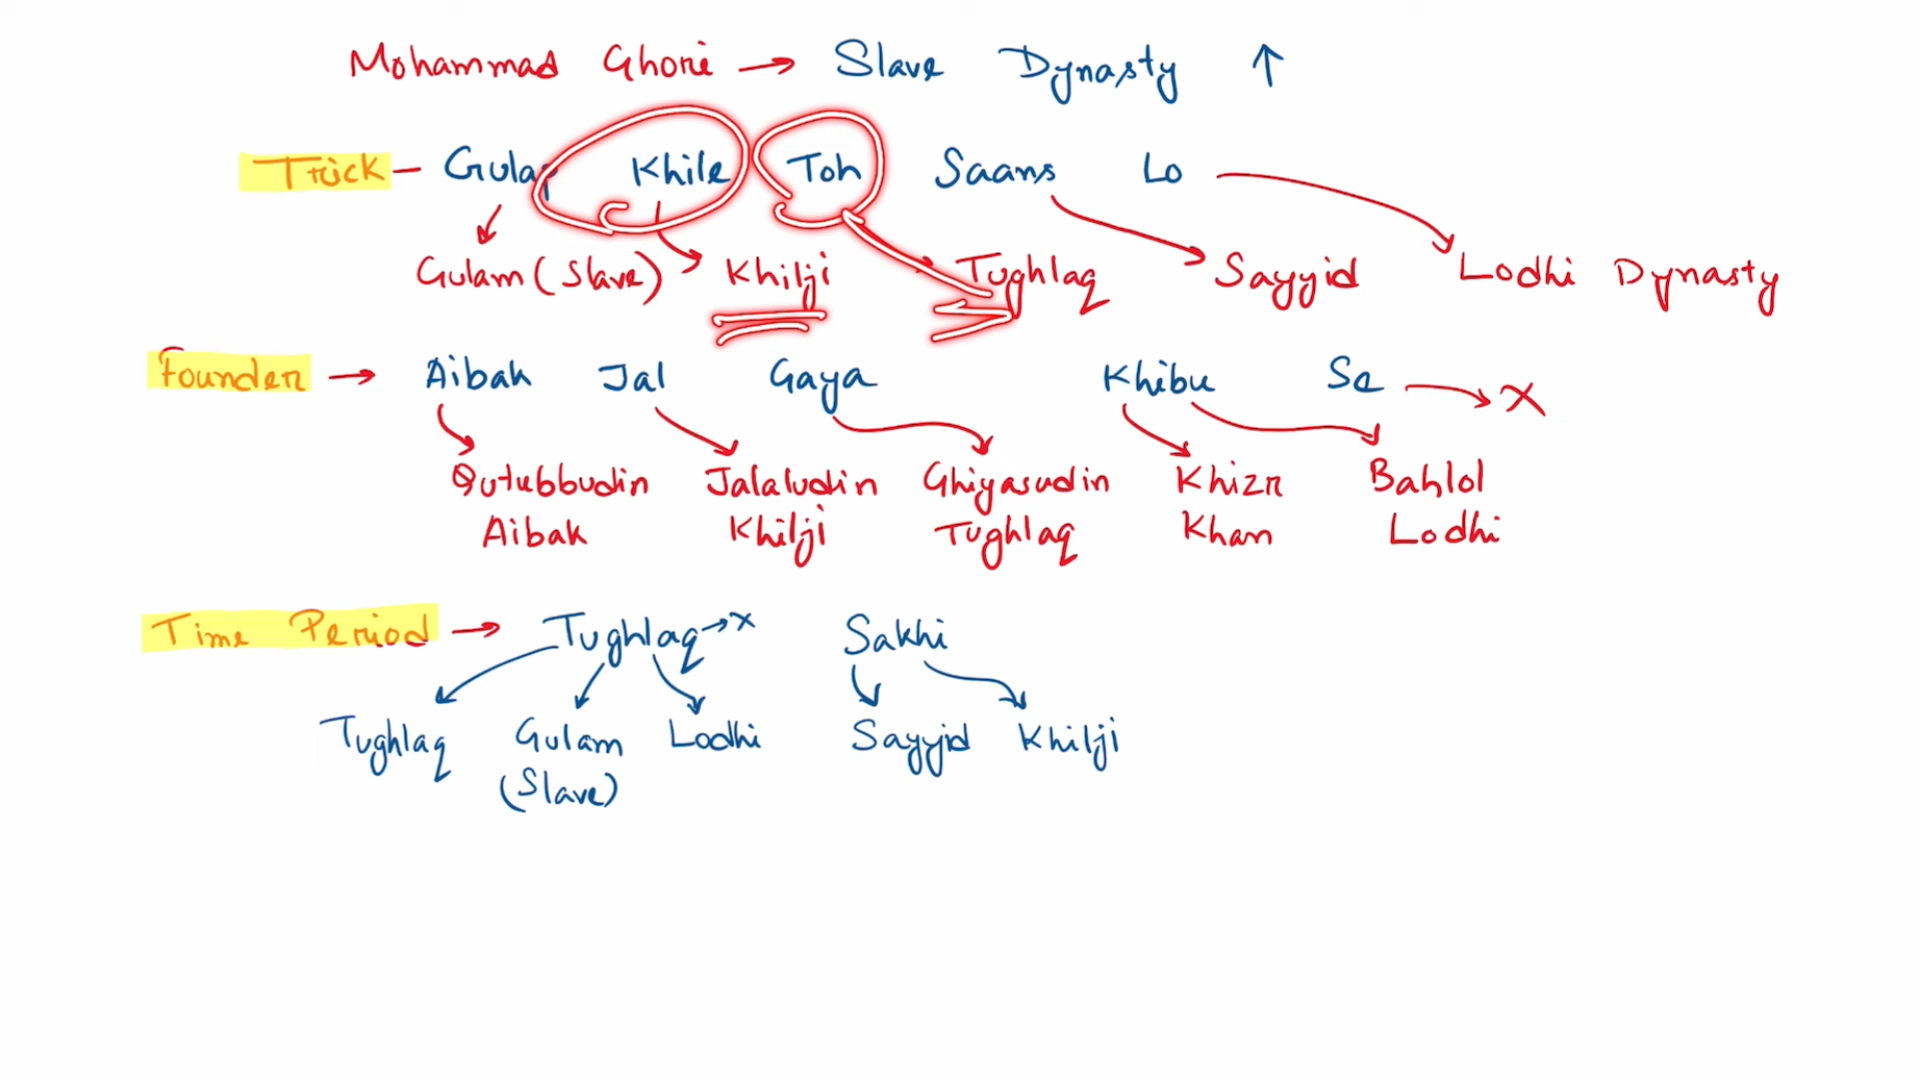 Mohammad Ghori → Slave Dynasty ↑
Trick – Gulap Khile Toh Saans Lo
Gulam (Slave) Khilji Tughlaq Sayyid Lodhi Dynasty
Founder → Aibak Jal Gaya Khibu Se → X
Qutubbudin Jalaludin Ghiyasudin Khizr Bahlol
Aibak Khilji Tughlaq Khan Lodhi
Time Period → Tughlaq → x Sakhi
Tughlaq Gulam Lodhi Sayyid Khilji
(Slave)